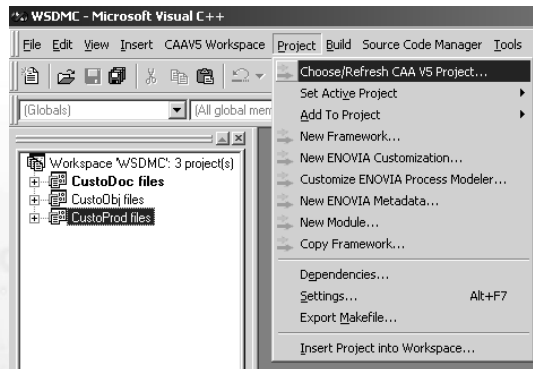 WSDMC - Microsoft Visual C++
File Edit View Insert CAAV5 Workspace Project Build Source Code Manager Tools
(Globals)
(All global mem
Workspace 'WSDMC': 3 project(s)
CustoDoc files
CustoObj files
CustoProd files
Choose/Refresh CAA V5 Project...
Set Active Project
Add To Project
New Framework...
New ENOVIA Customization...
Customize ENOVIA Process Modeler...
New ENOVIA Metadata...
New Module...
Copy Framework...
Dependencies...
Settings... Alt+F7
Export Makefile...
Insert Project into Workspace...